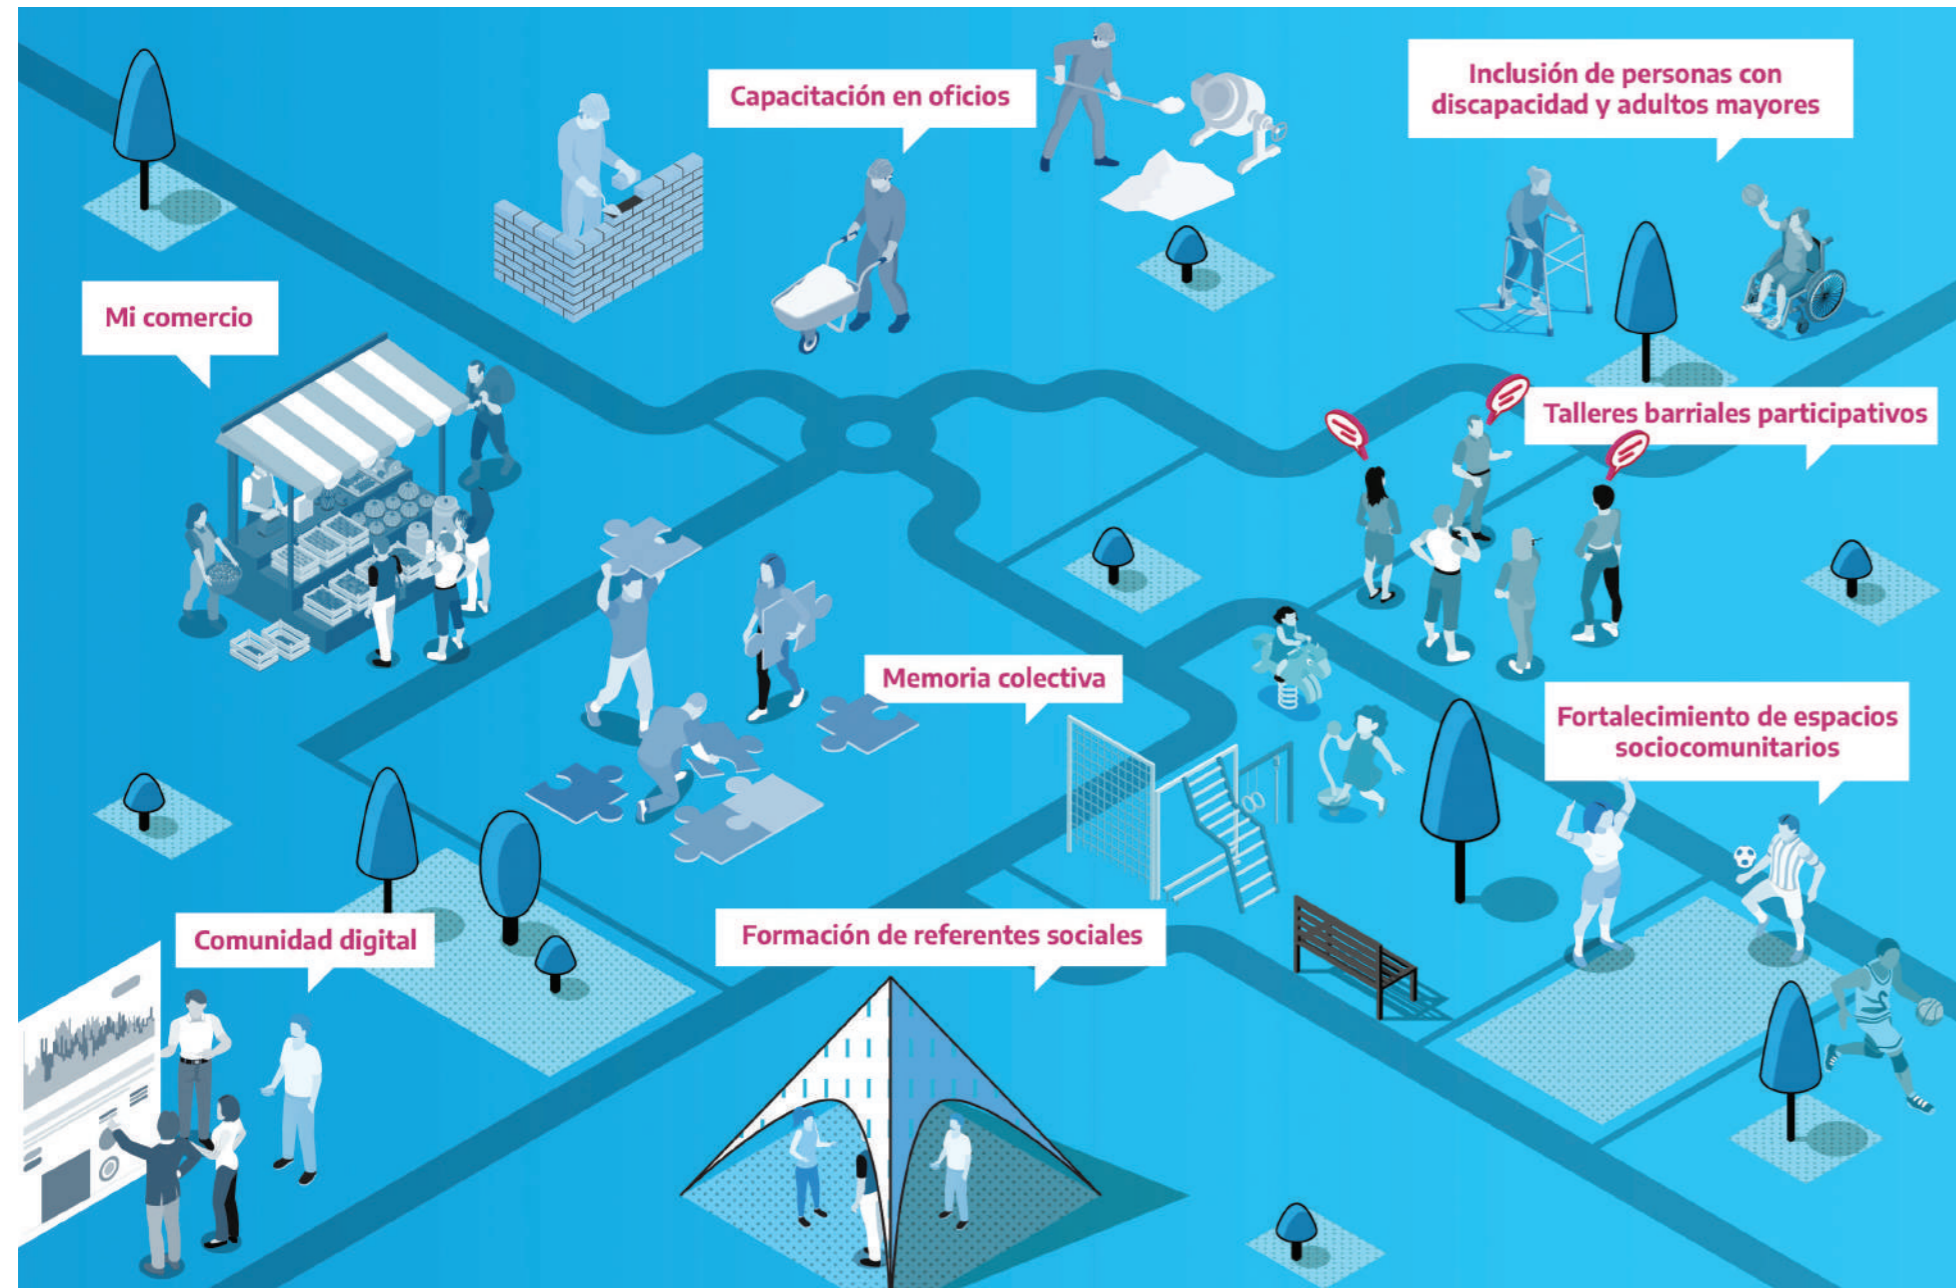 Capacitación en oficios
Inclusión de personas con
discapacidad y adultos mayores
Mi comercio
Talleres barriales participativos
Memoria colectiva
Fortalecimiento de espacios
sociocomunitarios
Comunidad digital
Formación de referentes sociales